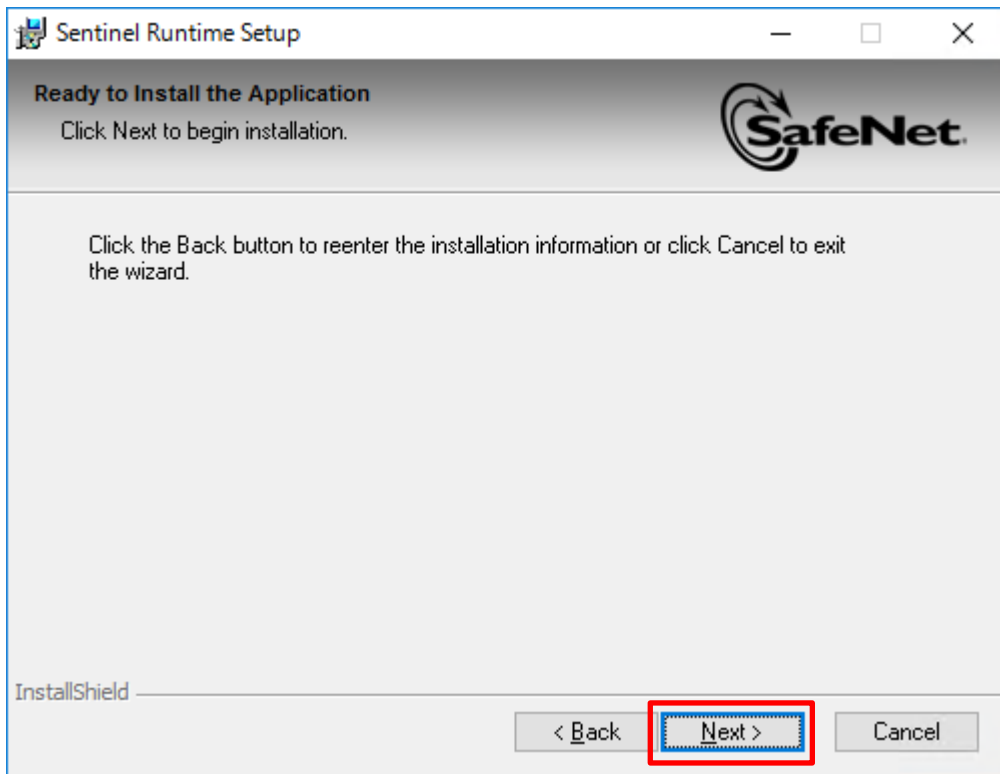 Sentinel Runtime Setup
Ready to Install the Application
Click Next to begin installation.
SafeNet.
Click the Back button to reenter the installation information or click Cancel to exit
the wizard.
InstallShield
< Back
Next >
Cancel